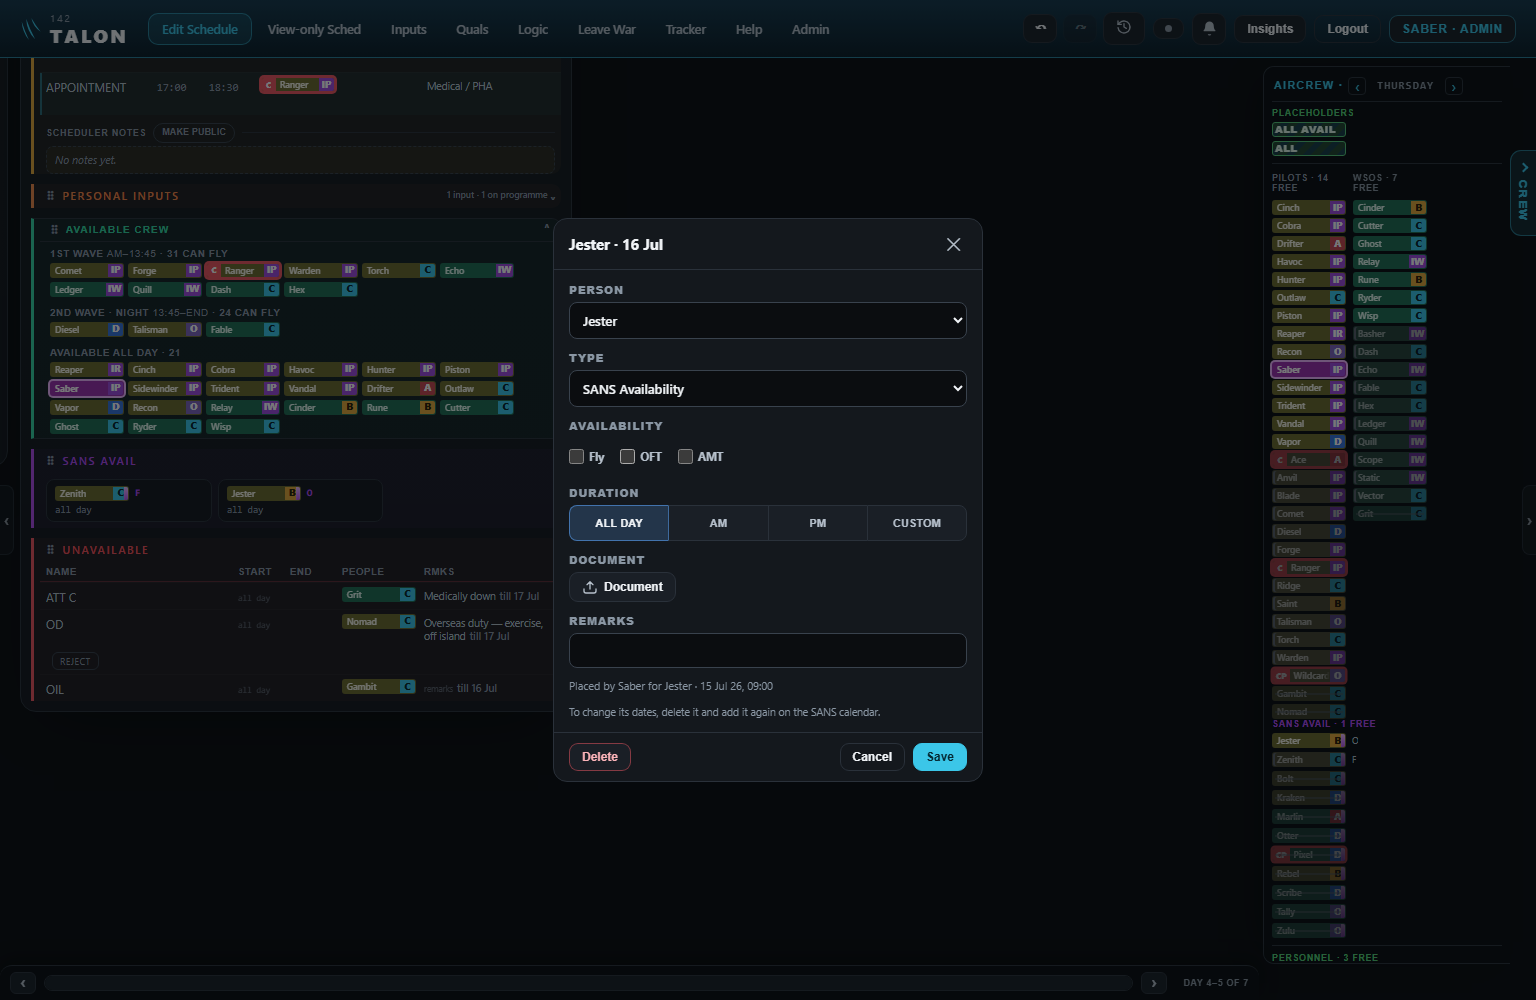 142
TALON
Edit Schedule View-only Sched Inputs Quals Logic Leave War Tracker Help Admin
Insights Logout SABER · ADMIN
APPOINTMENT 17:00 18:30 C Ranger IP Medical / PHA
SCHEDULER NOTES MAKE PUBLIC
No notes yet.
PERSONAL INPUTS 1 input · 1 on programme
AVAILABLE CREW
1ST WAVE AM–13:45 · 31 CAN FLY
Comet IP Forge IP C Ranger IP Warden IP Torch C Echo IW
Ledger IW Quill IW Dash C Hex C
2ND WAVE · NIGHT 13:45–END · 24 CAN FLY
Diesel D Talisman O Fable C
AVAILABLE ALL DAY · 21
Reaper IR Cinch IP Cobra IP Havoc IP Hunter IP Piston IP
Saber IP Sidewinder IP Trident IP Vandal IP Drifter A Outlaw C
Vapor D Recon O Relay IW Cinder B Rune B Cutter C
Ghost C Ryder C Wisp C
SANS AVAIL
Zenith C F Jester B O
all day all day
UNAVAILABLE
NAME START END PEOPLE RMKS
ATT C all day Grit C Medically down till 17 Jul
OD all day Nomad C Overseas duty — exercise,
off island till 17 Jul
REJECT
OIL all day Gambit C remarks till 16 Jul
Jester · 16 Jul
PERSON
Jester
TYPE
SANS Availability
AVAILABILITY
Fly OFT AMT
DURATION
ALL DAY AM PM CUSTOM
DOCUMENT
Document
REMARKS
Placed by Saber for Jester · 15 Jul 26, 09:00
To change its dates, delete it and add it again on the SANS calendar.
Delete Cancel Save
AIRCREW · ‹ THURSDAY ›
PLACEHOLDERS
ALL AVAIL
ALL
PILOTS · 14 FREE WSOS · 7 FREE
Cinch IP Cinder B
Cobra IP Cutter C
Drifter A Ghost C
Havoc IP Relay IW
Hunter IP Rune B
Outlaw C Ryder C
Piston IP Wisp C
Reaper IR Basher IW
Recon O Dash C
Saber IP Echo IW
Sidewinder IP Fable C
Trident IP Hex C
Vandal IP Ledger IW
Vapor D Quill IW
C Ace A Scope IW
Anvil IP Static IW
Blade IP Vector C
Comet IP Grit C
Diesel D
Forge IP
C Ranger IP
Ridge C
Saint B
Talisman O
Torch C
Warden IP
CP Wildcar O
Gambit C
Nomad C
SANS AVAIL · 1 FREE
Jester B O
Zenith C F
Bolt C
Kraken D
Marlin A
Otter D
CP Pixel D
Rebel B
Scribe D
Tally O
Zulu O
PERSONNEL · 3 FREE
CREW
‹ › DAY 4–5 OF 7